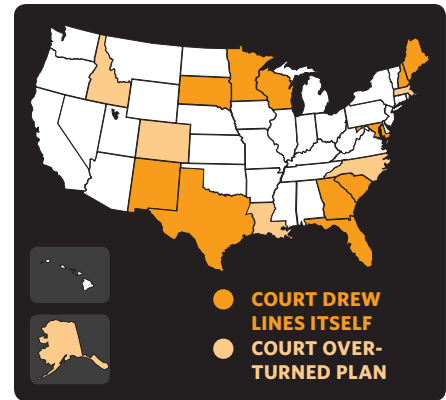 COURT DREW
LINES ITSELF
COURT OVER-
TURNED PLAN